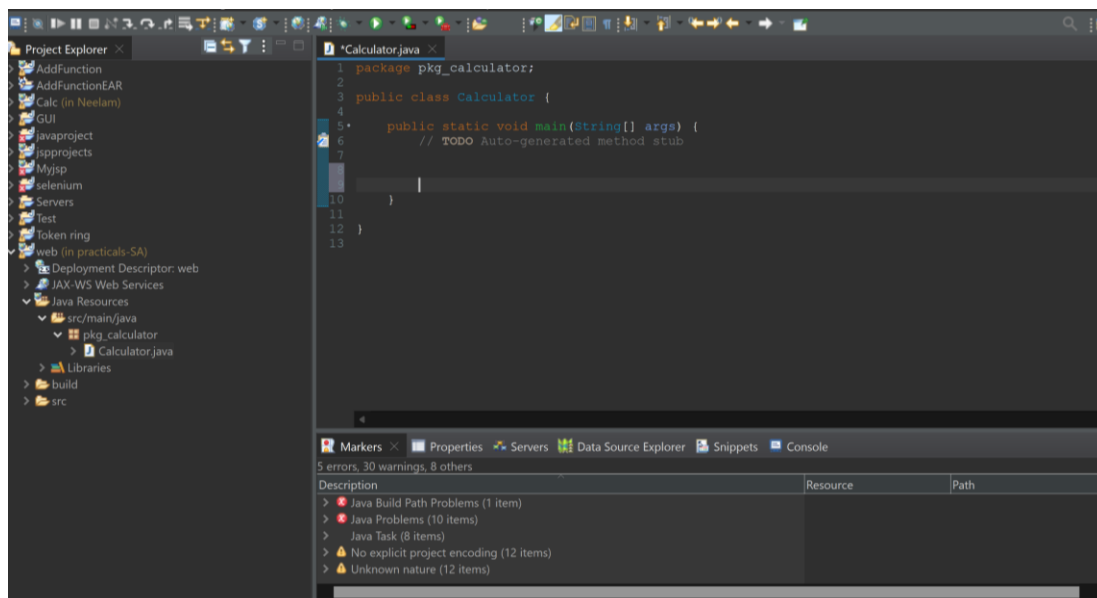 Project Explorer
AddFunction
AddFunctionEAR
Calc (in Neelam)
GUI
javaproject
jspprojects
Myjsp
selenium
Servers
Test
Token ring
web (in practicals-SA)
Deployment Descriptor: web
JAX-WS Web Services
Java Resources
src/main/java
pkg_calculator
Calculator.java
Libraries
build
src
*Calculator.java
1 package pkg_calculator;
2
3 public class Calculator {
4
5 public static void main(String[] args) {
6 // TODO Auto-generated method stub
7
8
9
10 }
11
12 }
13
Markers Properties Servers Data Source Explorer Snippets Console
5 errors, 30 warnings, 8 others
Description Resource Path
Java Build Path Problems (1 item)
Java Problems (10 items)
Java Task (8 items)
No explicit project encoding (12 items)
Unknown nature (12 items)